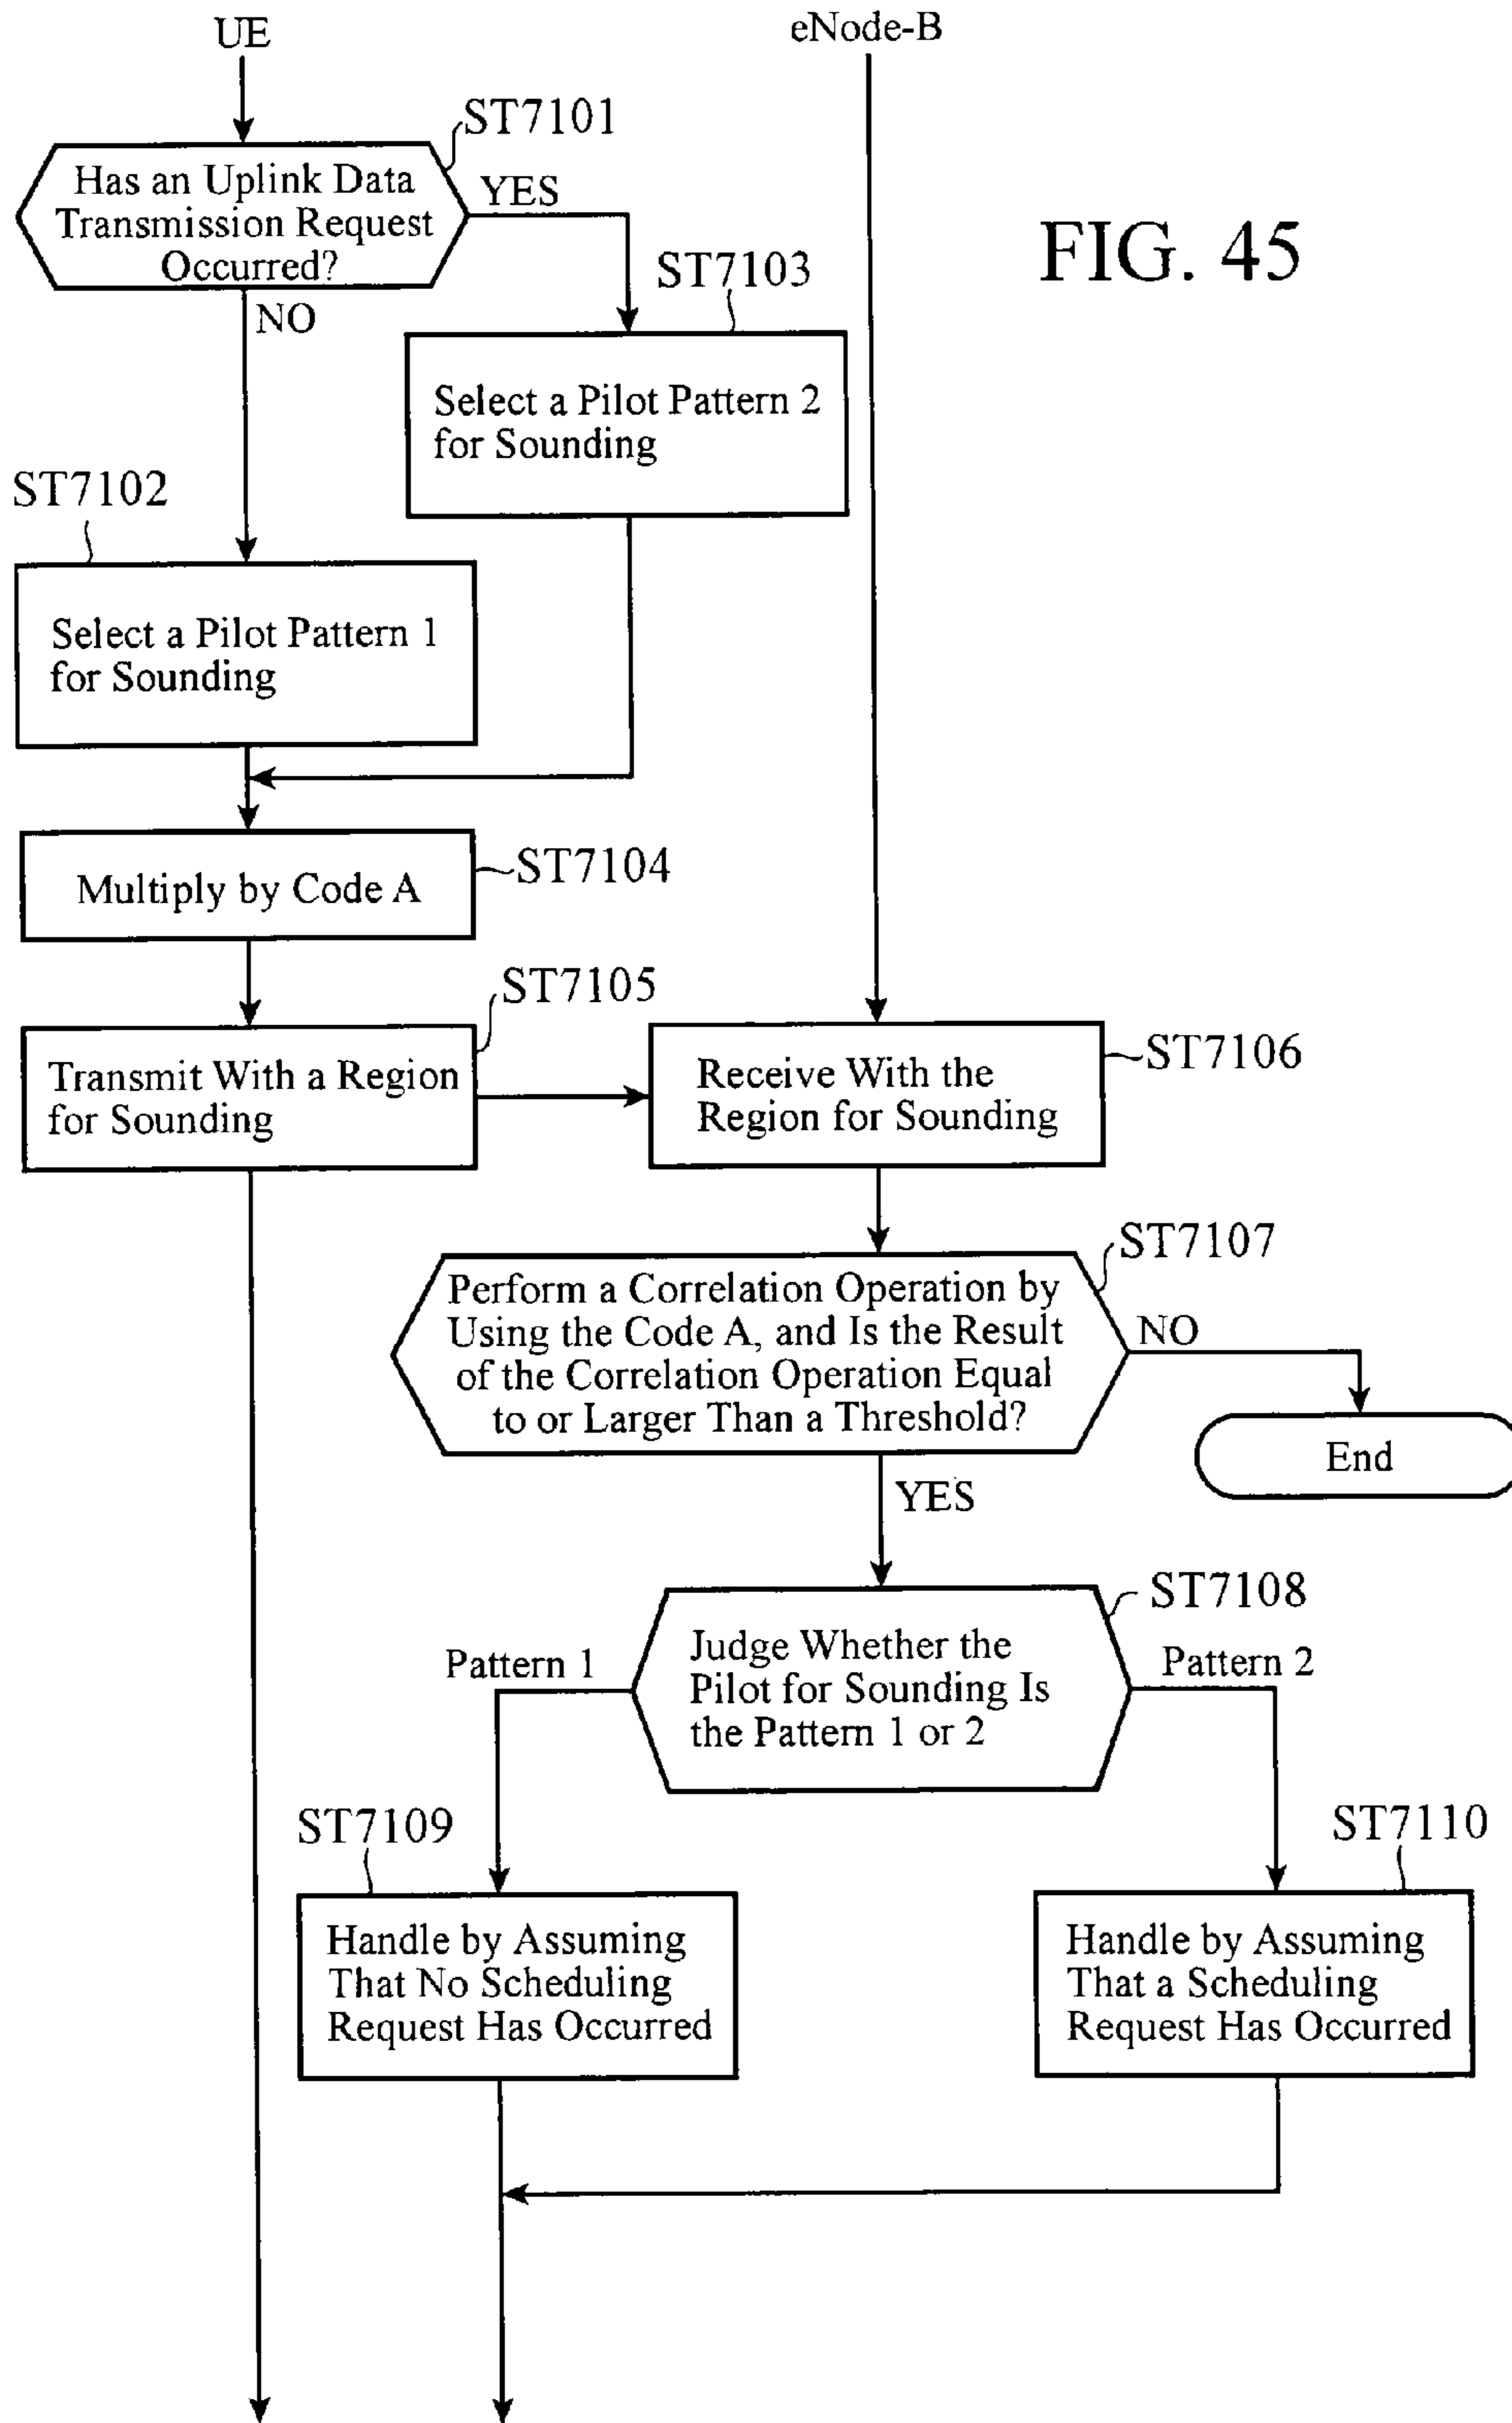 UE
eNode-B
ST7101
Has an Uplink Data
Transmission Request
Occurred?
YES
NO
FIG. 45
ST7103
Select a Pilot Pattern 2
for Sounding
ST7102
Select a Pilot Pattern 1
for Sounding
Multiply by Code A
ST7104
ST7105
Transmit With a Region
for Sounding
Receive With the
Region for Sounding
ST7106
ST7107
Perform a Correlation Operation by
Using the Code A, and Is the Result
of the Correlation Operation Equal
to or Larger Than a Threshold?
NO
End
YES
ST7108
Judge Whether the
Pilot for Sounding Is
the Pattern 1 or 2
Pattern 1
Pattern 2
ST7109
ST7110
Handle by Assuming
That No Scheduling
Request Has Occurred
Handle by Assuming
That a Scheduling
Request Has Occurred